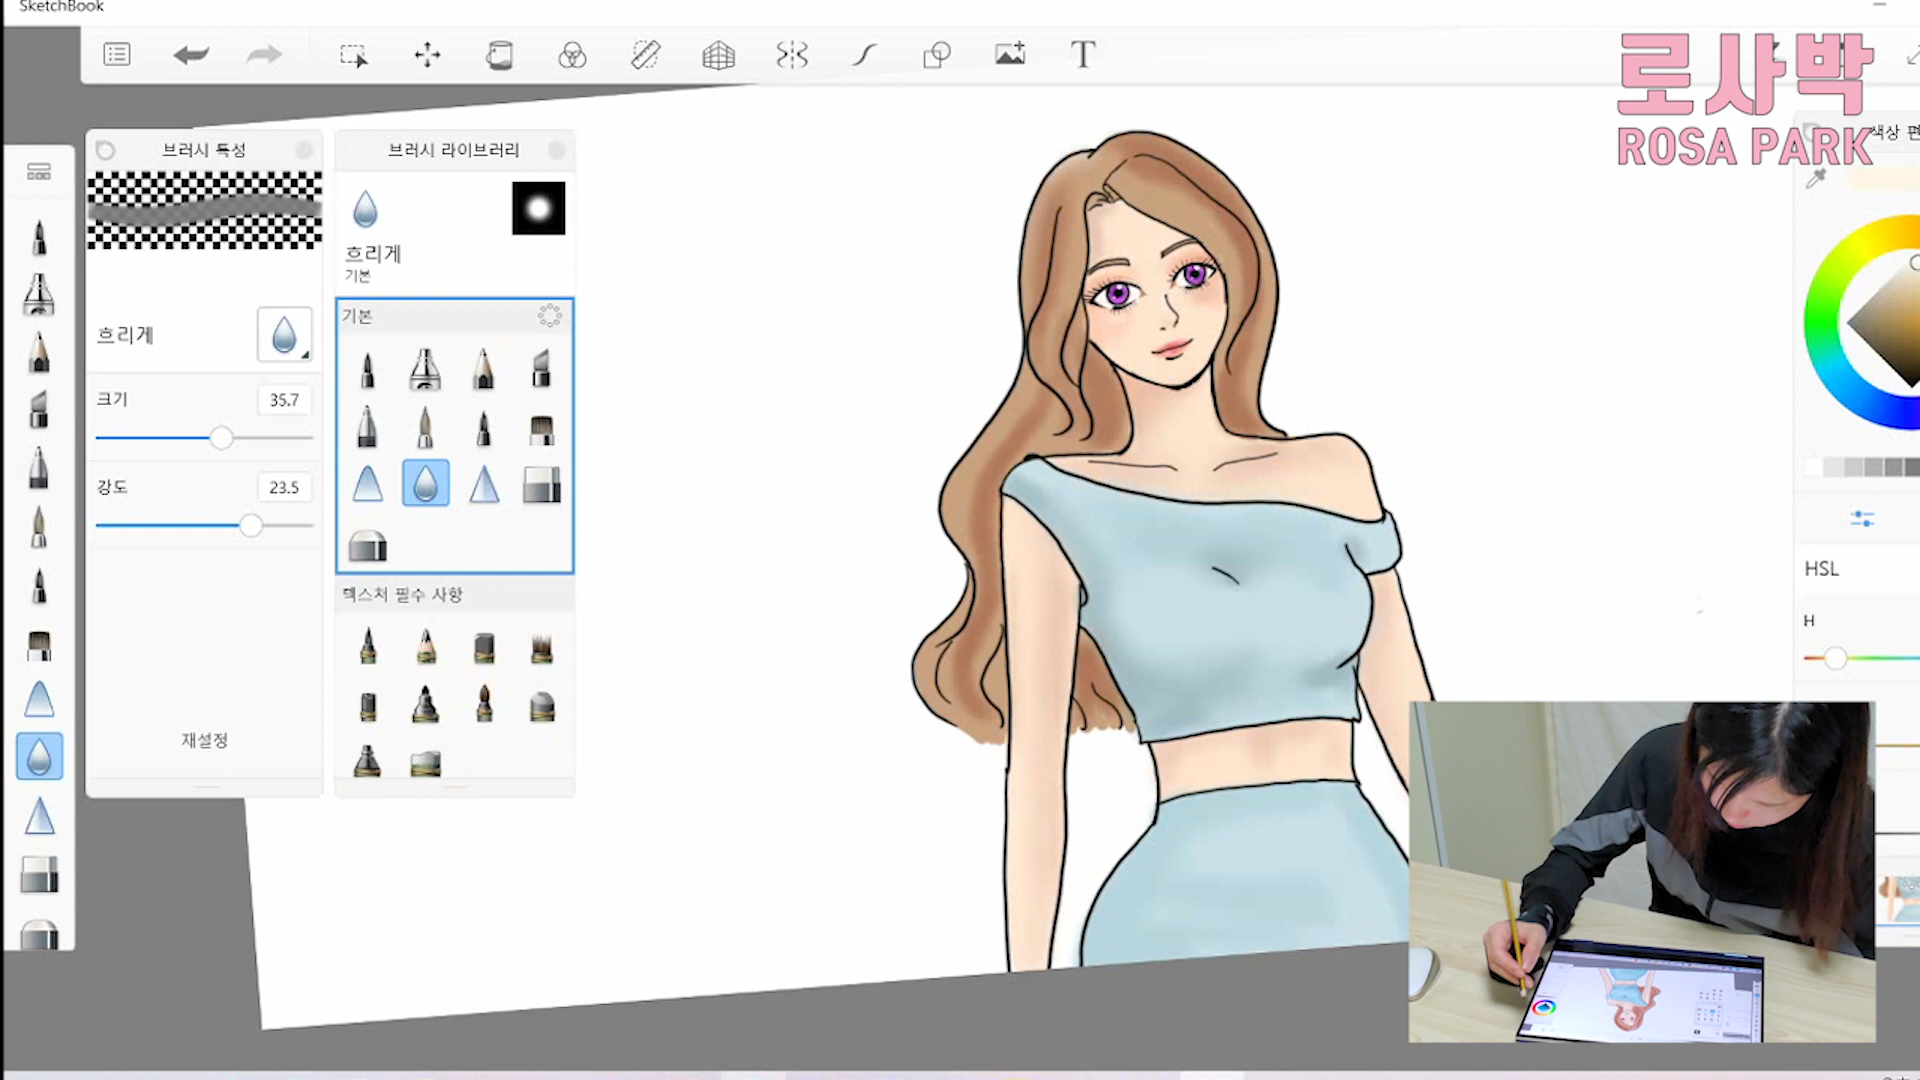 SketchBook
T
로사박
ROSA PARK
브러시 특성
브러시 라이브러리
색상 편
흐리게
기본
기본
흐리게
크기
35.7
강도
23.5
텍스처 필수 사항
HSL
H
재설정